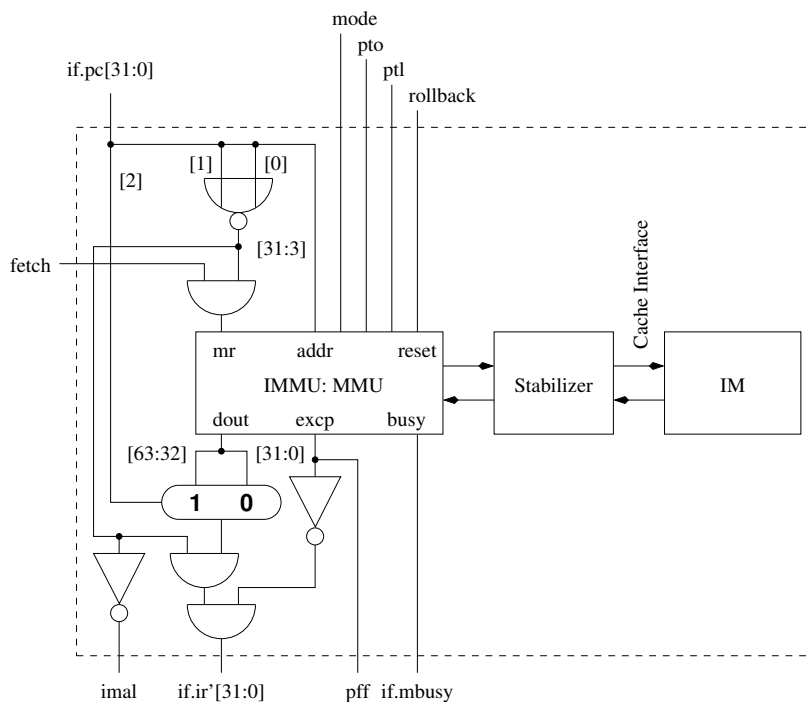 mode
pto
ptl
rollback
if.pc[31:0]
[1]
[0]
[2]
[31:3]
fetch
Cache Interface
mr addr reset
IMMU: MMU
dout excp busy
Stabilizer
IM
[63:32]
[31:0]
1 0
imal
if.ir'[31:0]
pff
if.mbusy